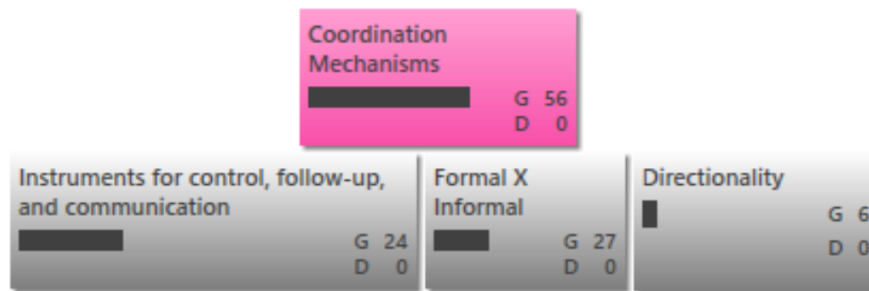 Coordination
Mechanisms
G 56
D 0
Instruments for control, follow-up,
and communication
G 24
D 0
Formal X
Informal
G 27
D 0
Directionality
G 6
D 0